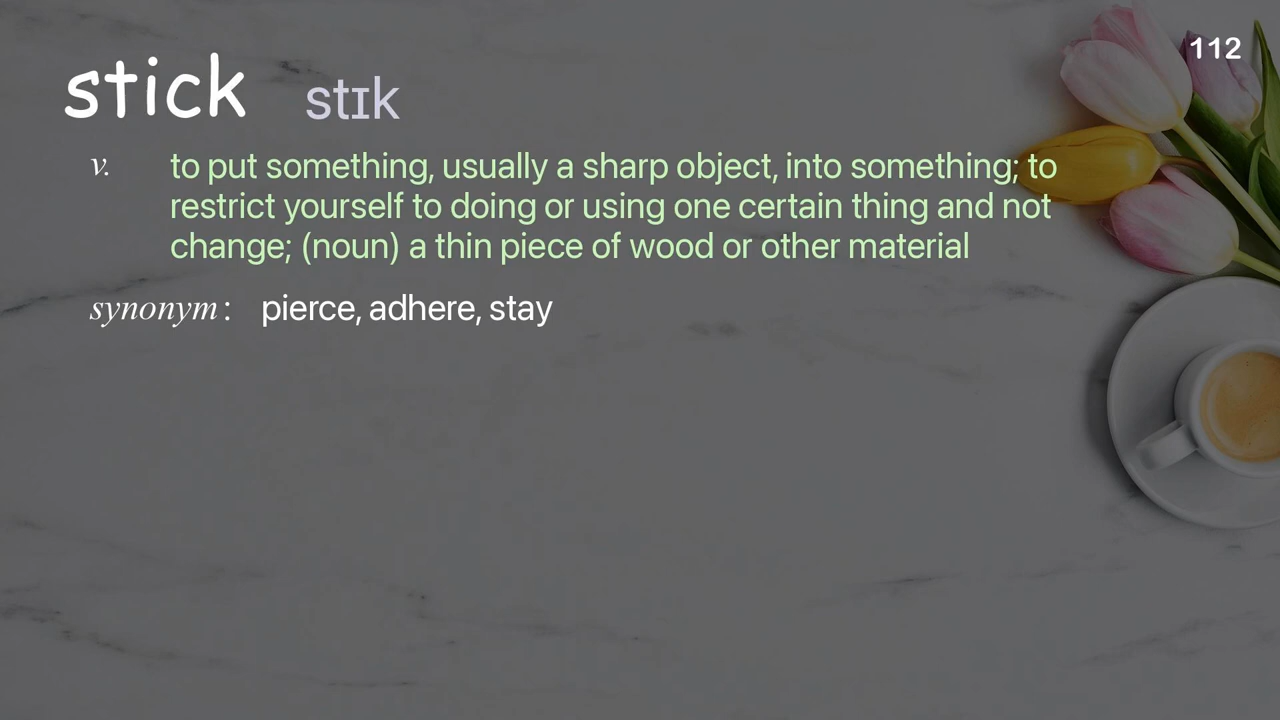 112
stick stɪk
v. to put something, usually a sharp object, into something; to
restrict yourself to doing or using one certain thing and not
change; (noun) a thin piece of wood or other material
synonym: pierce, adhere, stay